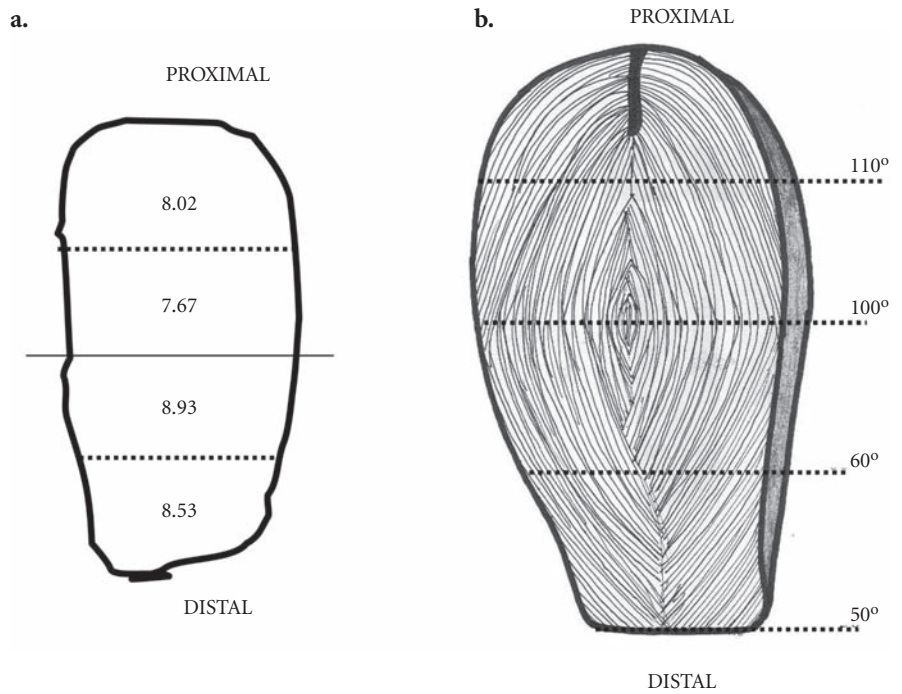 a.
PROXIMAL
8.02
7.67
8.93
8.53
DISTAL
b.
PROXIMAL
110º
100º
60º
50º
DISTAL